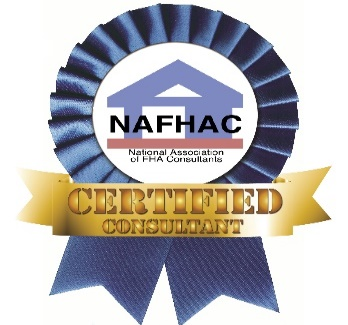 NAFHAC
National Association
of FHA Consultants
CERTIFIED
CONSULTANT